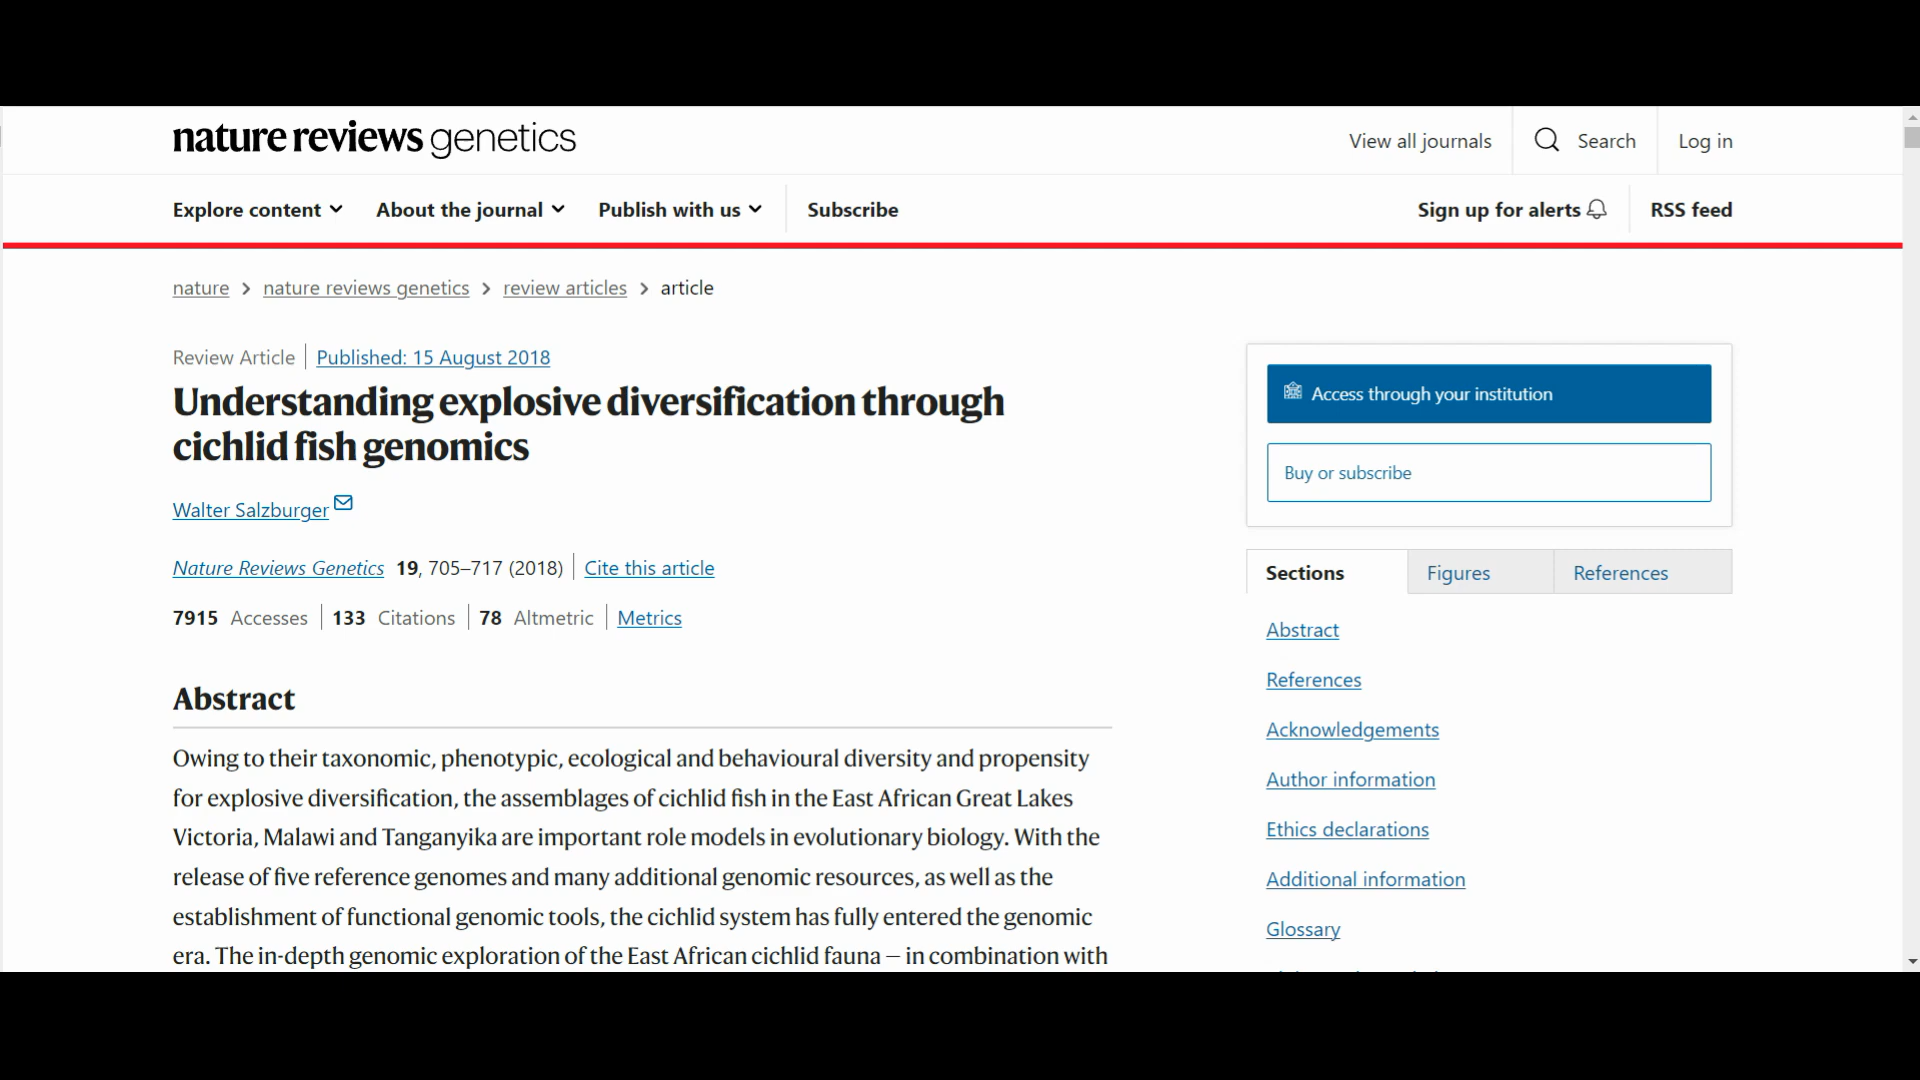 nature reviews genetics
View all journals Search Log in
Explore content About the journal Publish with us Subscribe
Sign up for alerts RSS feed
nature > nature reviews genetics > review articles > article
Review Article | Published: 15 August 2018
Understanding explosive diversification through
cichlid fish genomics
Walter Salzburger
Nature Reviews Genetics 19, 705–717 (2018) | Cite this article
7915 Accesses | 133 Citations | 78 Altmetric | Metrics
Abstract
Owing to their taxonomic, phenotypic, ecological and behavioural diversity and propensity
for explosive diversification, the assemblages of cichlid fish in the East African Great Lakes
Victoria, Malawi and Tanganyika are important role models in evolutionary biology. With the
release of five reference genomes and many additional genomic resources, as well as the
establishment of functional genomic tools, the cichlid system has fully entered the genomic
era. The in-depth genomic exploration of the East African cichlid fauna — in combination with
Access through your institution
Buy or subscribe
Sections Figures References
Abstract
References
Acknowledgements
Author information
Ethics declarations
Additional information
Glossary